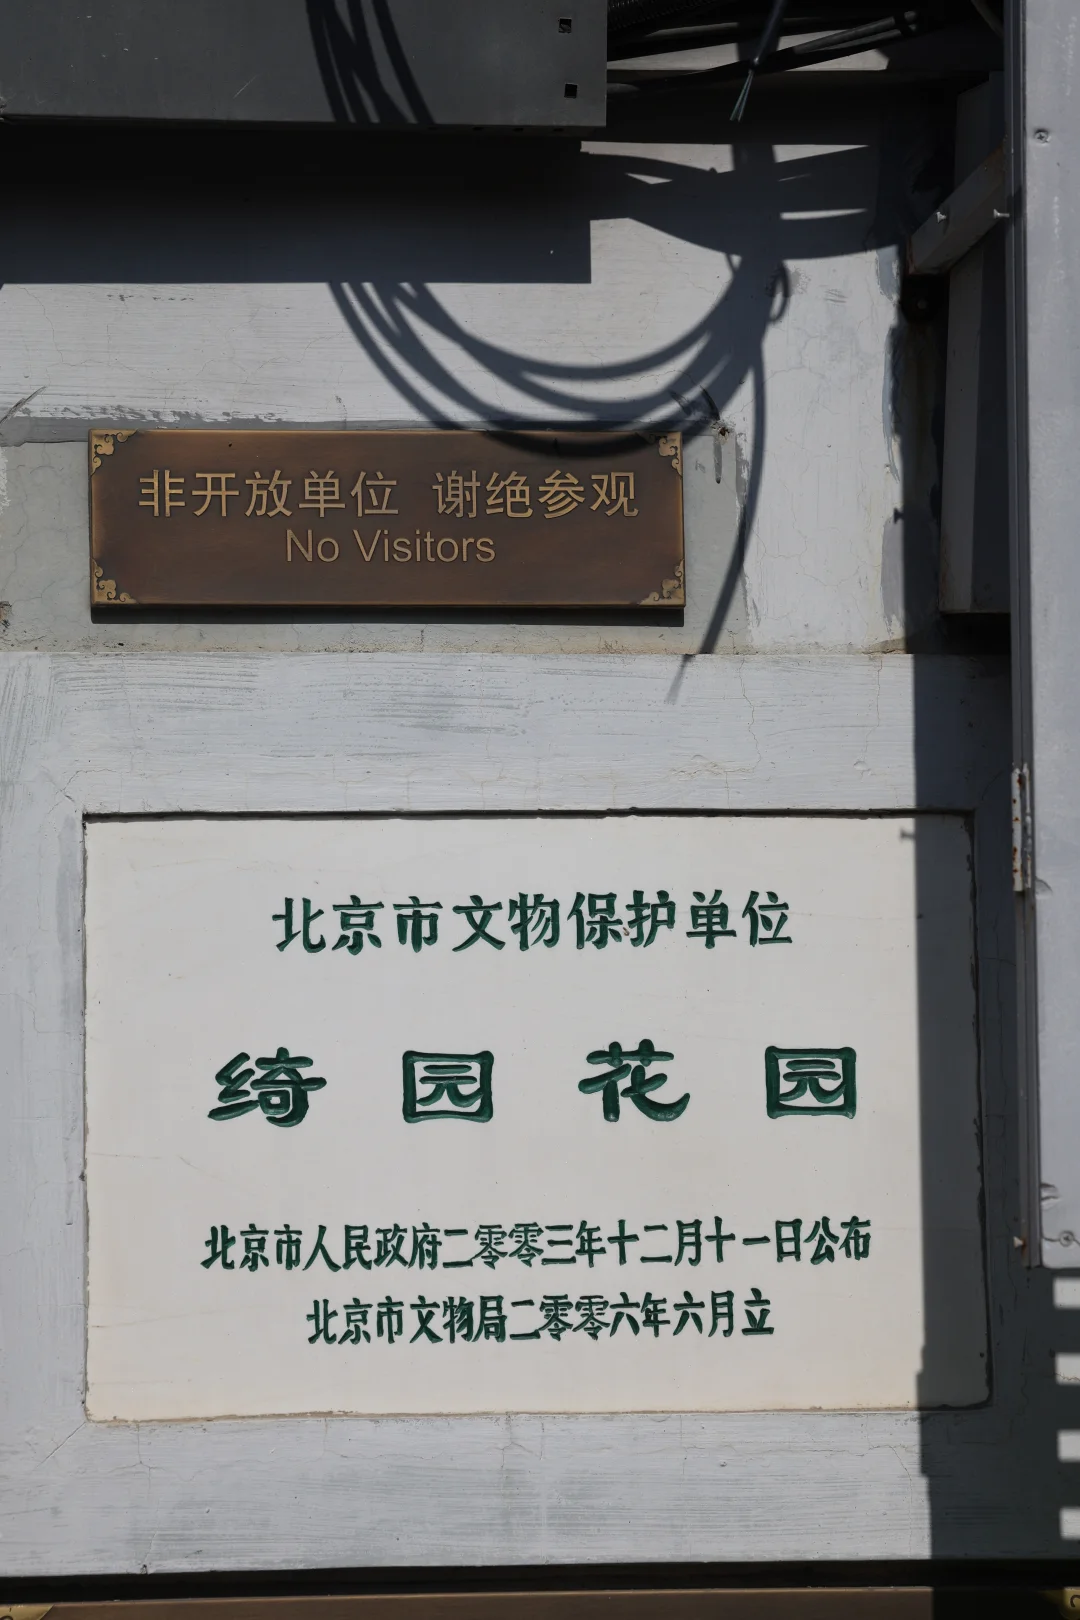 非开放单位 谢绝参观
No Visitors
北京市文物保护单位
绮园花园
北京市人民政府二零零三年十二月十一日公布
北京市文物局二零零六年六月立